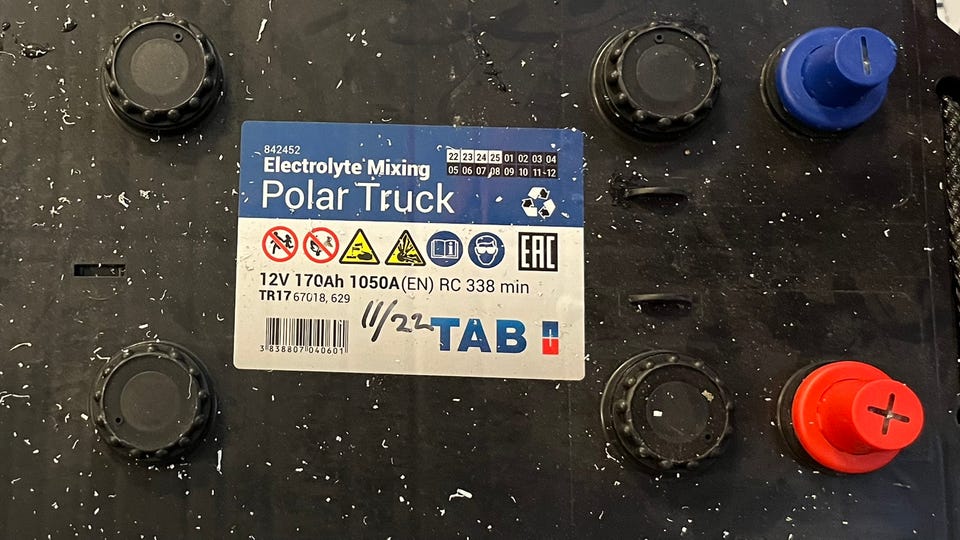 842452
Electrolyte Mixing
22 23 24 25 01 02 03 04
05 06 07 08 09 10 11 12
Polar Truck
EAC
12V 170Ah 1050A(EN) RC 338 min
TR17 67018, 629
11/22
TAB
3 838807 040601